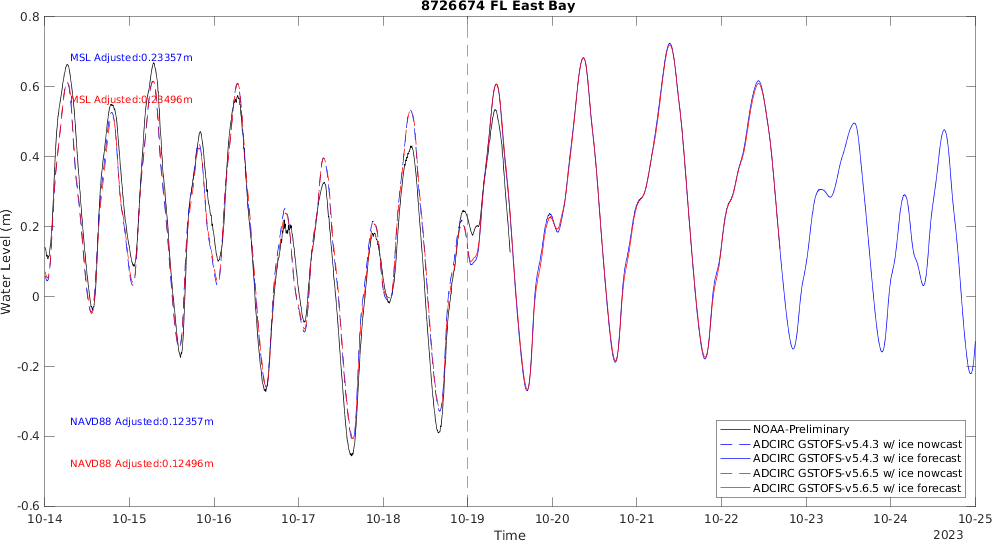 8726674 FL East Bay
0.8
0.6
0.4
0.2
0
-0.2
-0.4
-0.6
Water Level (m)
MSL Adjusted:0.23357m
MSL Adjusted:0.23496m
NAVD88 Adjusted:0.12357m
NAVD88 Adjusted:0.12496m
NOAA-Preliminary
ADCIRC GSTOFS-v5.4.3 w/ ice nowcast
ADCIRC GSTOFS-v5.4.3 w/ ice forecast
ADCIRC GSTOFS-v5.6.5 w/ ice nowcast
ADCIRC GSTOFS-v5.6.5 w/ ice forecast
10-14 10-15 10-16 10-17 10-18 10-19 10-20 10-21 10-22 10-23 10-24 10-25
Time
2023